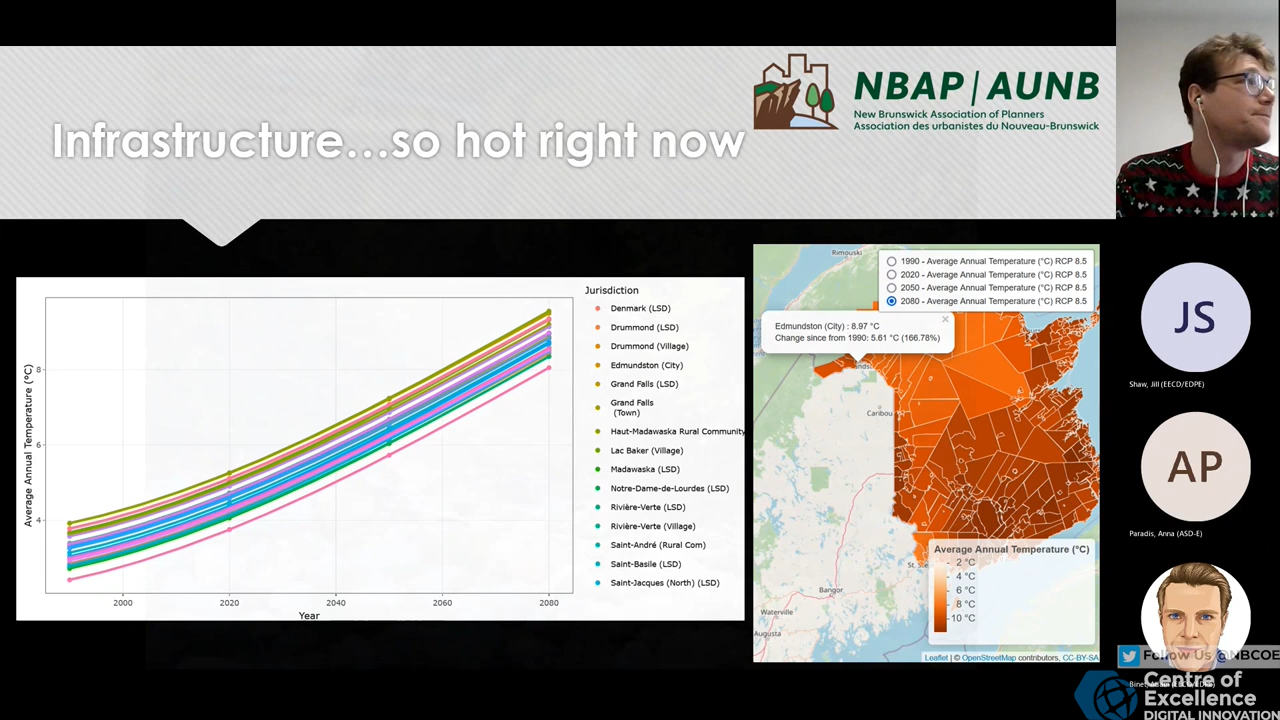 Infrastructure...so hot right now
NBAP | AUNB
New Brunswick Association of Planners
Association des urbanistes du Nouveau-Brunswick
Average Annual Temperature (°C)
8
6
4
2000
2020
2040
2060
2080
Year
Jurisdiction
Denmark (LSD)
Drummond (LSD)
Drummond (Village)
Edmundston (City)
Grand Falls (LSD)
Grand Falls
(Town)
Haut-Madawaska Rural Community
Lac Baker (Village)
Madawaska (LSD)
Notre-Dame-de-Lourdes (LSD)
Rivière-Verte (LSD)
Rivière-Verte (Village)
Saint-André (Rural Com)
Saint-Basile (LSD)
Saint-Jacques (North) (LSD)
Rimouski
1990 - Average Annual Temperature (°C) RCP 8.5
2020 - Average Annual Temperature (°C) RCP 8.5
2050 - Average Annual Temperature (°C) RCP 8.5
2080 - Average Annual Temperature (°C) RCP 8.5
Edmundston (City) : 8.97 °C
Change since from 1990: 5.61 °C (166.78%)
Caribou
Bangor
Waterville
Augusta
Average Annual Temperature (°C)
2 °C
4 °C
6 °C
8 °C
10 °C
Leaflet | © OpenStreetMap contributors, CC-BY-SA
JS
Shaw, Jill (EECD/EDPE)
AP
Paradis, Anna (ASD-E)
Follow Us @NBCOE
Centre of
Excellence
DIGITAL INNOVATION